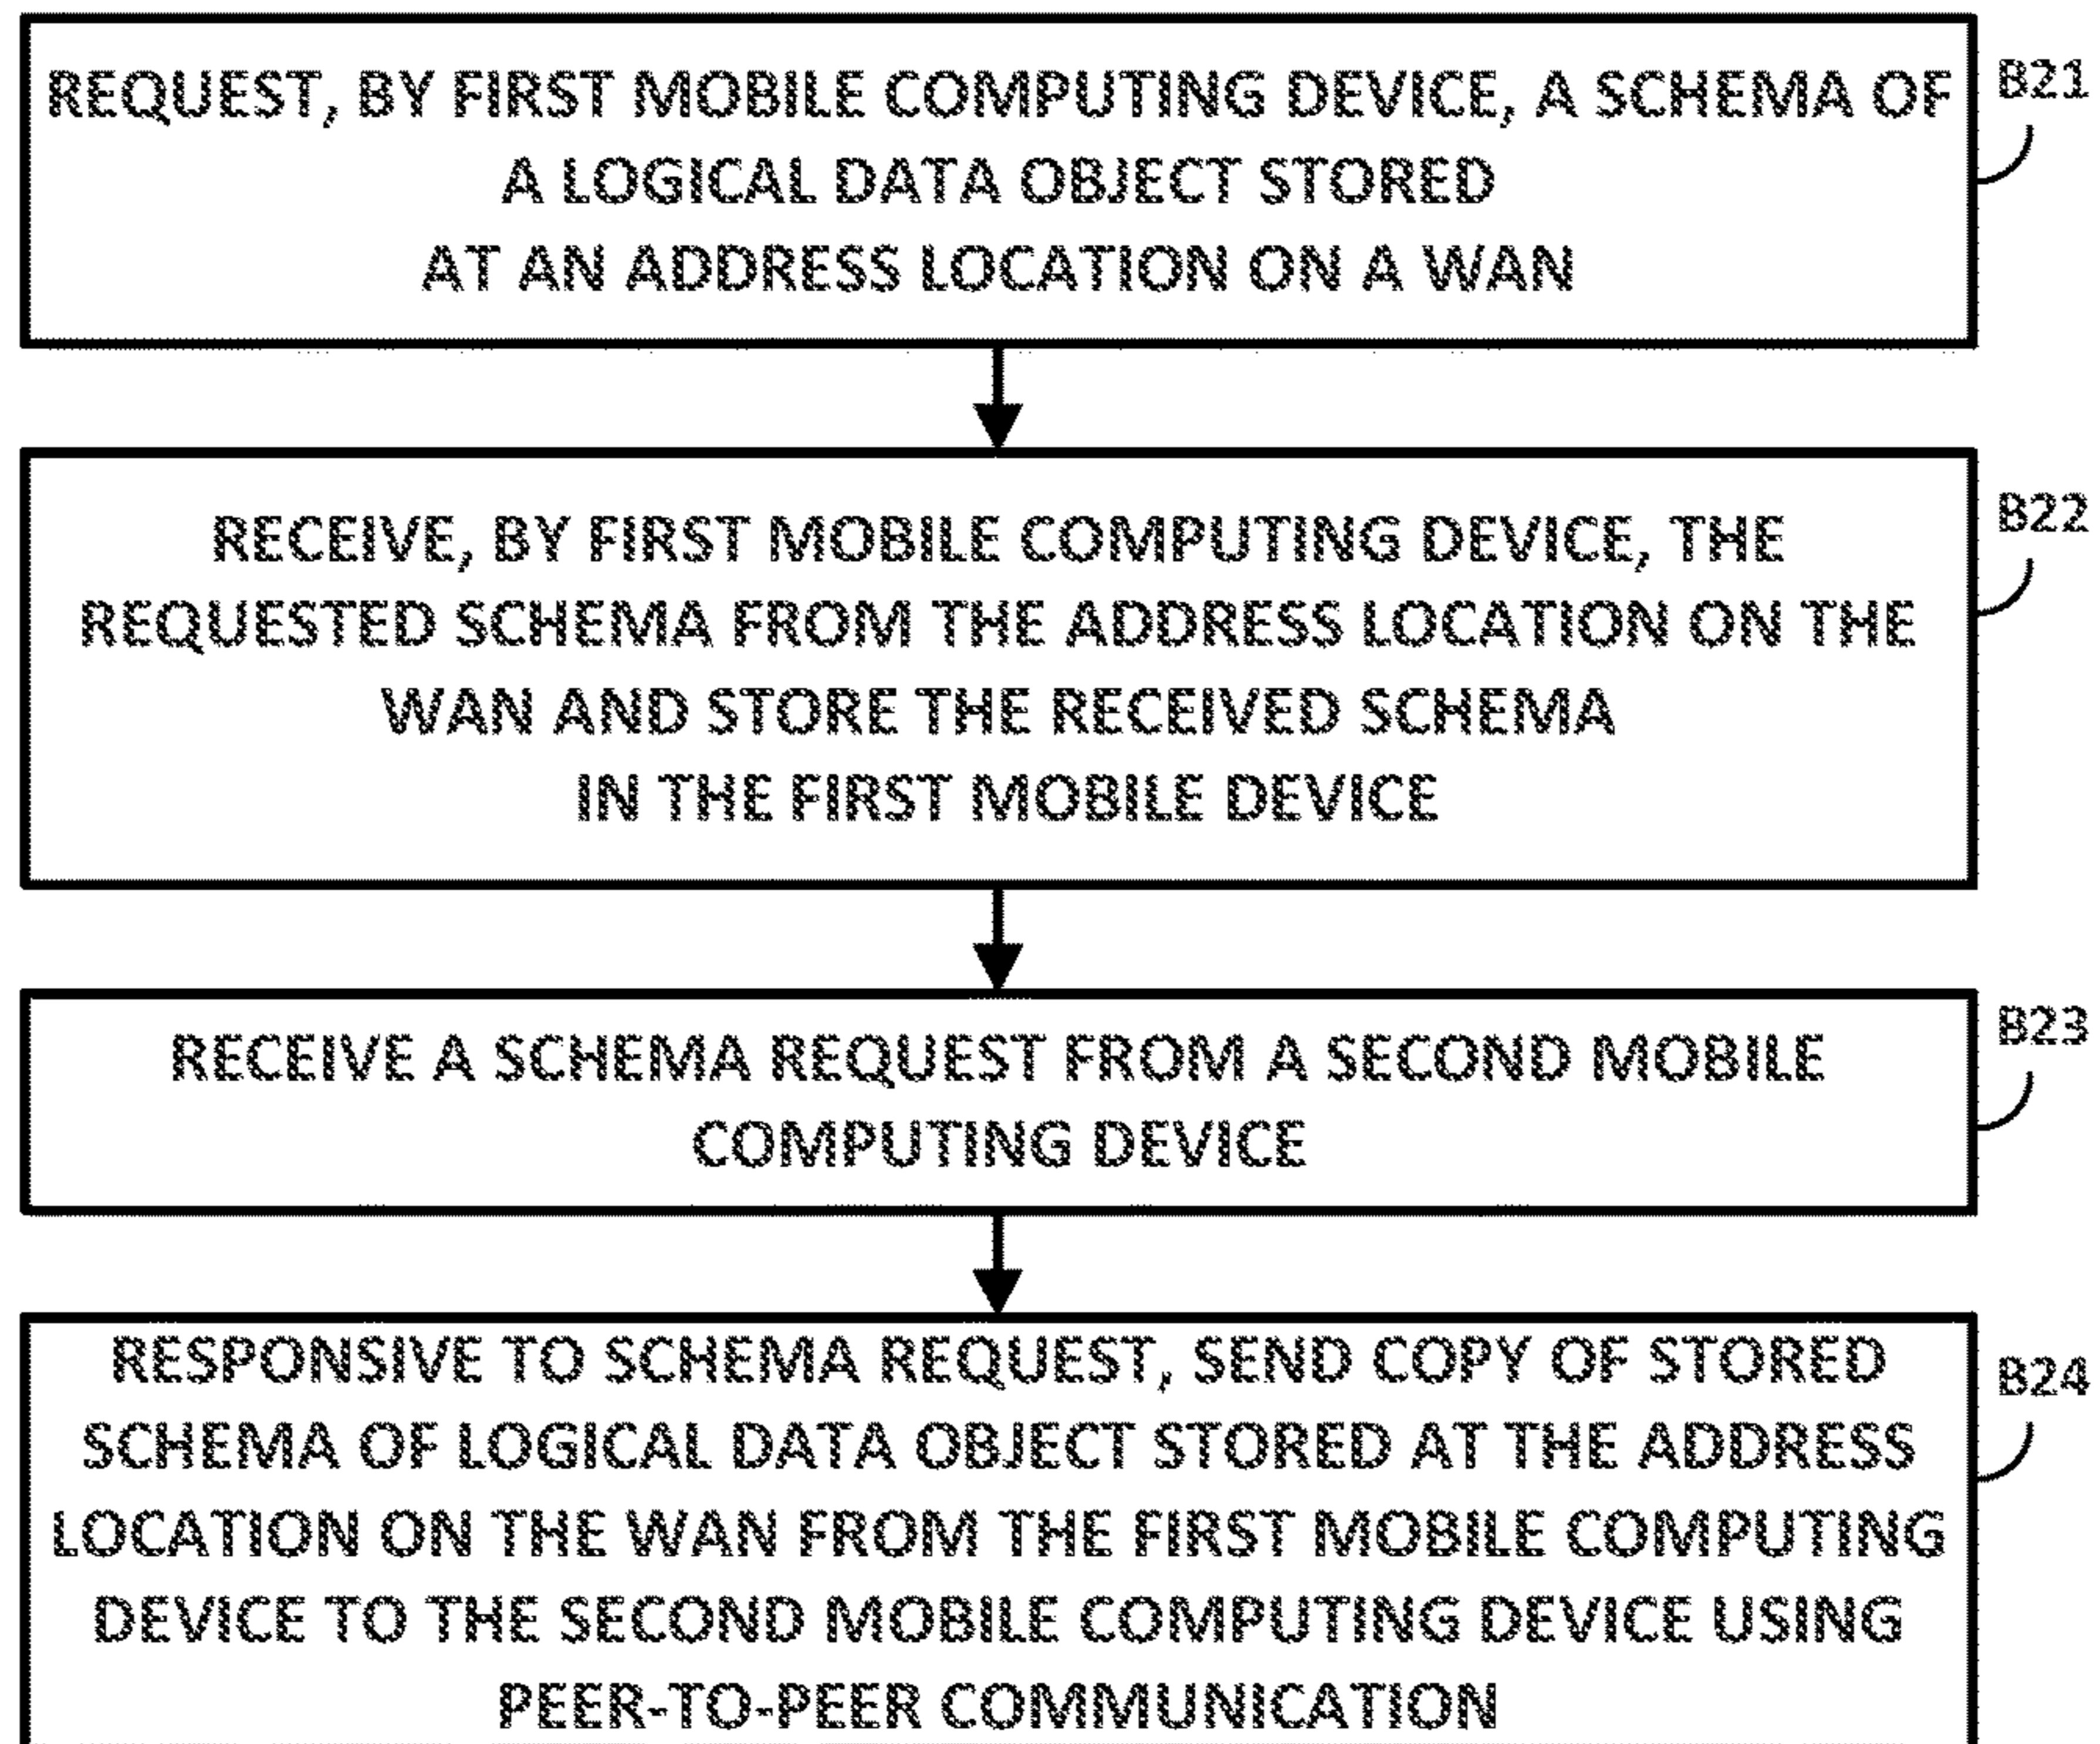 REQUEST, BY FIRST MOBILE COMPUTING DEVICE, A SCHEMA OF
A LOGICAL DATA OBJECT STORED
AT AN ADDRESS LOCATION ON A WAN
B21
RECEIVE, BY FIRST MOBILE COMPUTING DEVICE, THE
REQUESTED SCHEMA FROM THE ADDRESS LOCATION ON THE
WAN AND STORE THE RECEIVED SCHEMA
IN THE FIRST MOBILE DEVICE
B22
RECEIVE A SCHEMA REQUEST FROM A SECOND MOBILE
COMPUTING DEVICE
B23
RESPONSIVE TO SCHEMA REQUEST, SEND COPY OF STORED
SCHEMA OF LOGICAL DATA OBJECT STORED AT THE ADDRESS
LOCATION ON THE WAN FROM THE FIRST MOBILE COMPUTING
DEVICE TO THE SECOND MOBILE COMPUTING DEVICE USING
PEER-TO-PEER COMMUNICATION
B24